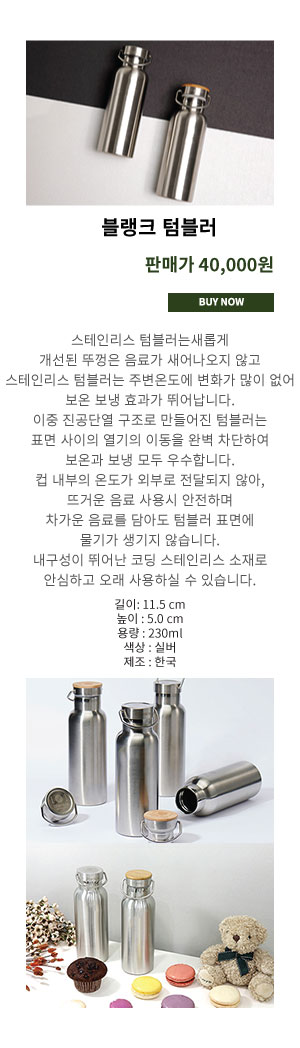 블랭크 텀블러
판매가 40,000원
BUY NOW
스테인리스 텀블러는새롭게
개선된 뚜껑은 음료가 새어나오지 않고
스테인리스 텀블러는 주변온도에 변화가 많이 없어
보온 보냉 효과가 뛰어납니다.
이중 진공단열 구조로 만들어진 텀블러는
표면 사이의 열기의 이동을 완벽 차단하여
보온과 보냉 모두 우수합니다.
컵 내부의 온도가 외부로 전달되지 않아,
뜨거운 음료 사용시 안전하며
차가운 음료를 담아도 텀블러 표면에
물기가 생기지 않습니다.
내구성이 뛰어난 코딩 스테인리스 소재로
안심하고 오래 사용하실 수 있습니다.
길이: 11.5 cm
높이 : 5.0 cm
용량 : 230ml
색상 : 실버
제조 : 한국